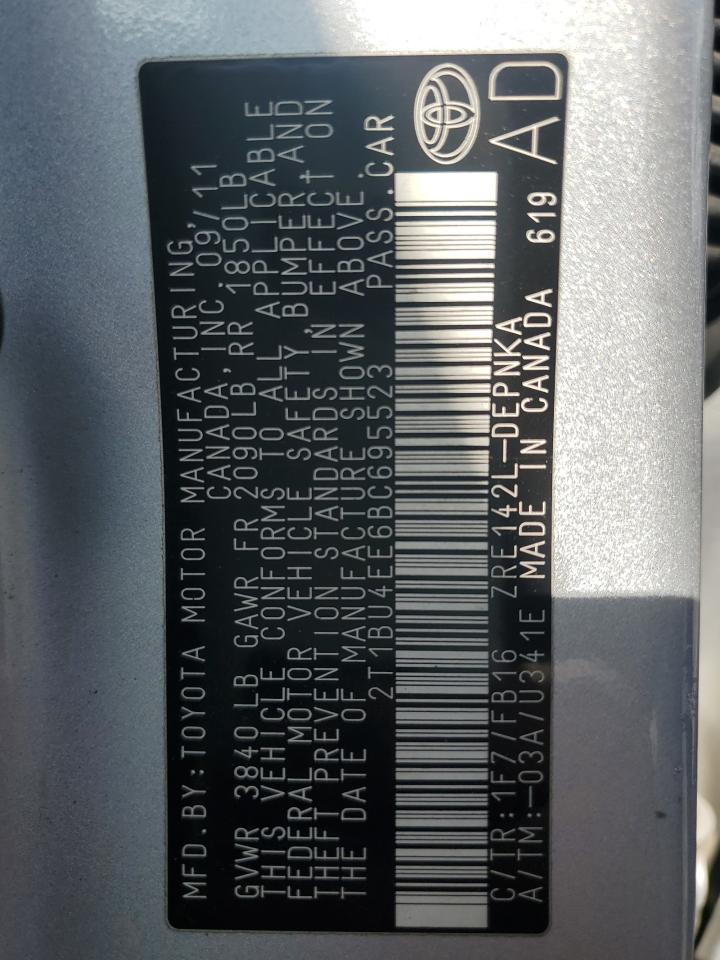 MFD.BY:TOYOTA MOTOR MANUFACTURING,
CANADA,INC.09/11
GVWR 3840LB GAWR FR 2090LB RR 1850LB
THIS VEHICLE CONFORMS TO ALL APPLICABLE
FEDERAL MOTOR VEHICLE SAFETY, BUMPER AND
THEFT PREVENTION STANDARDS IN EFFECT ON
THE DATE OF MANUFACTURE SHOWN ABOVE.
2T1BU4EE6BC695523 PASS.CAR
C/TR:1F7/FB16 ZRE142L-DEPNKA
A/TM:-03A/U341E MADE IN CANADA 619 AD